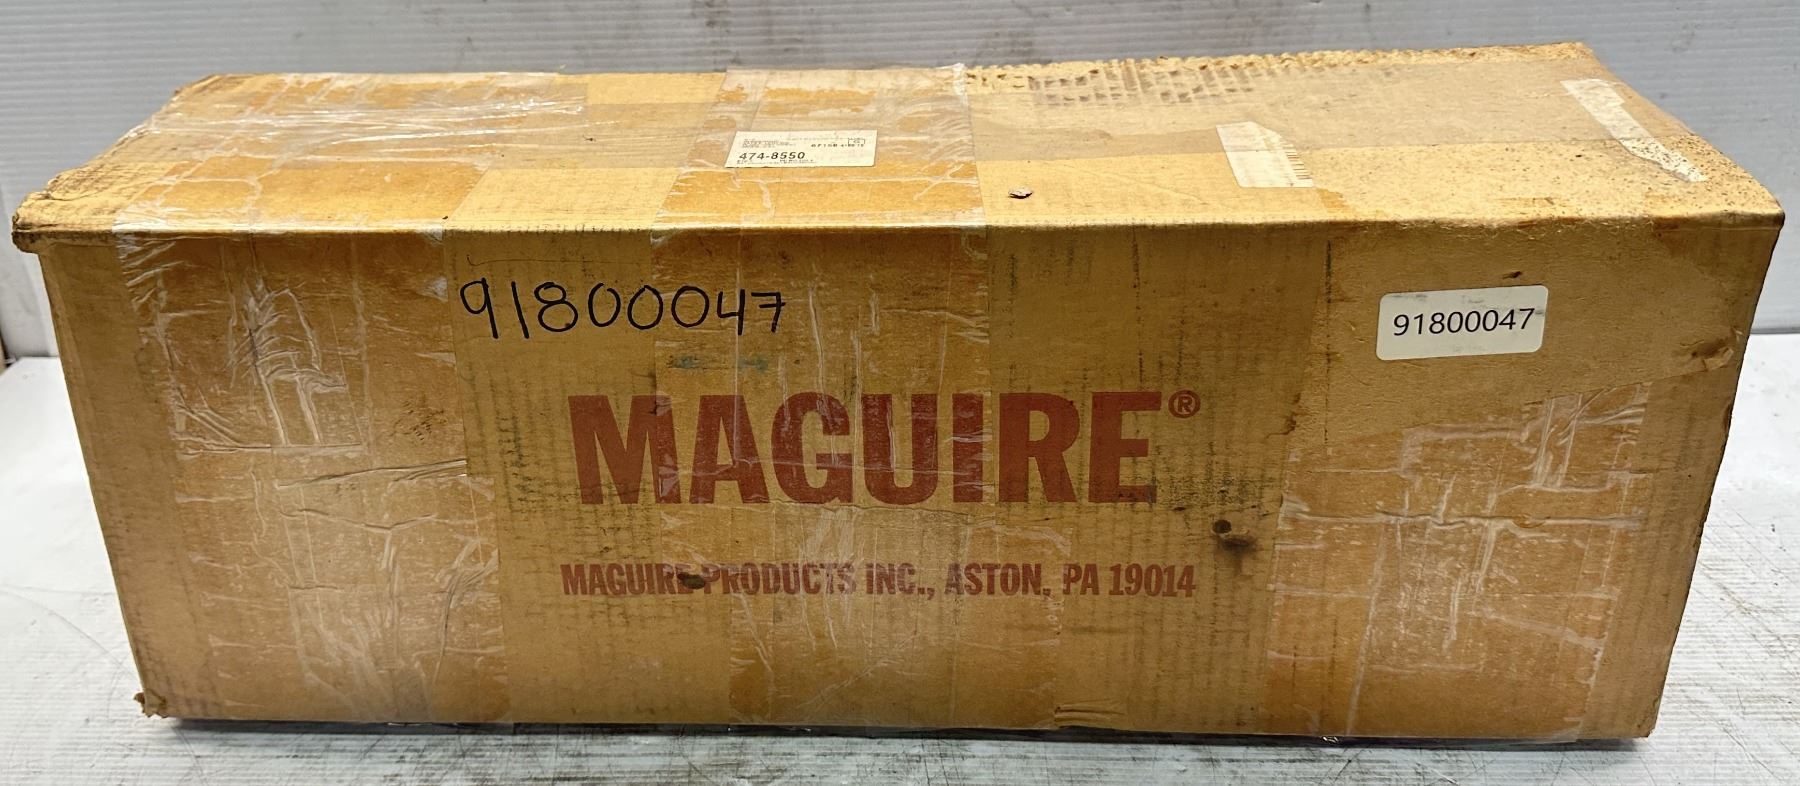 474-8550
91800047
91800047
MAGUIRE®
MAGUIRE PRODUCTS INC., ASTON, PA 19014